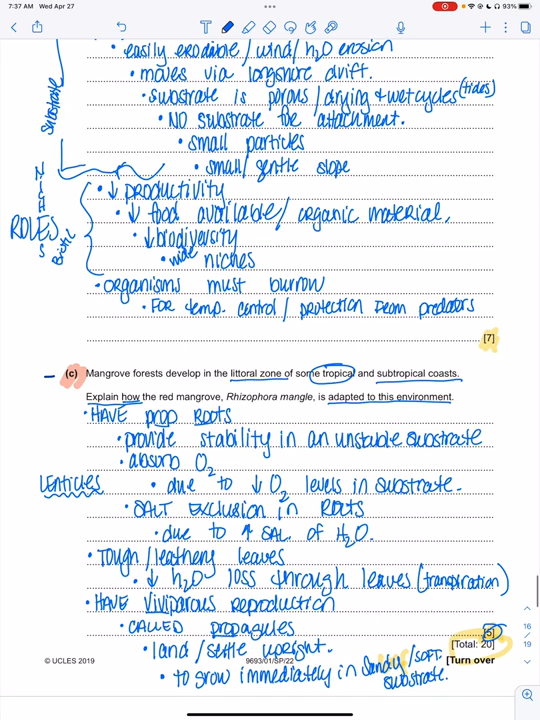 7:37 AM Wed Apr 27
93%
• easily erodible / wind / H2O erosion
• moves via longshore drift.
• substrate is porous / drying + wet cycles (tides)
• NO substrate for attachment.
• small particles
• small / gentle slope
Substrate
• ↓ productivity
• ↓ food available / organic material,
• ↓ biodiversity
• wide niches
ROLES
• organisms must burrow
• FOR temp. control / protection from predators
[7]
(c) Mangrove forests develop in the littoral zone of some tropical and subtropical coasts.
Explain how the red mangrove, Rhizophora mangle, is adapted to this environment.
• HAVE prop ROOTS
• provide stability in an unstable substrate
• absorb O2
LENTICLES
• due to ↓ O2 levels in substrate.
• SALT Exclusion in ROOTS
• due to ↑ SAL. of H2O.
• Tough / leathery leaves
• ↓ H2O loss through leaves (transpiration)
• HAVE Viviparous Reproduction
• CALLED propagules
[Total: 20]
• land / settle upright.
© UCLES 2019
9693/01/SP/22
[Turn over
• to grow immediately in sandy / soft substrate.
16
19